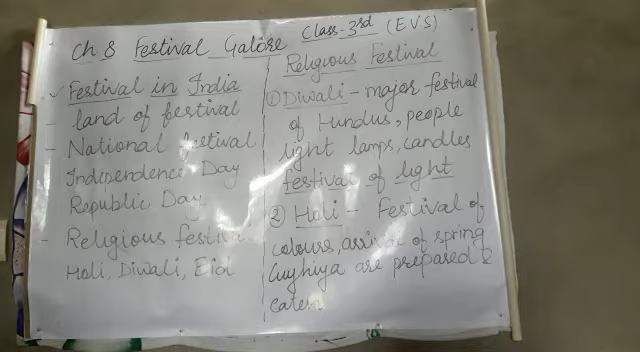 Ch 8 Festival Galore Class-3rd (EVS)
✓ Festival in India
- land of festival
- National festival
Independence Day
Republic Day
- Religious festival
Holi, Diwali, Eid
Religious Festival
① Diwali - major festival
of Hundus, people
light lamps, candles
festival of light
② Holi - Festival of
colours, arrival of spring
Gujhiya are prepared &
eaten